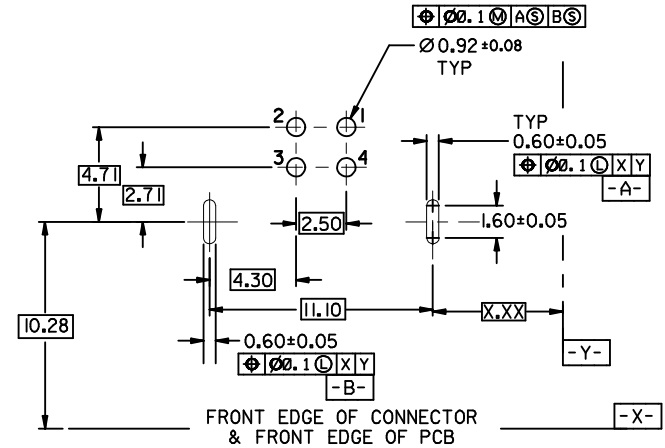 ⌖ Ø0.1 Ⓜ A Ⓢ B Ⓢ
Ø 0.92 ±0.08
TYP
2 1
3 4
TYP
0.60±0.05
⌖ Ø0.1 Ⓛ X Y
-A-
4.71
2.71
2.50
1.60±0.05
4.30
11.10
X.XX
10.28
0.60±0.05
⌖ Ø0.1 Ⓛ X Y
-B-
-Y-
-X-
FRONT EDGE OF CONNECTOR
& FRONT EDGE OF PCB